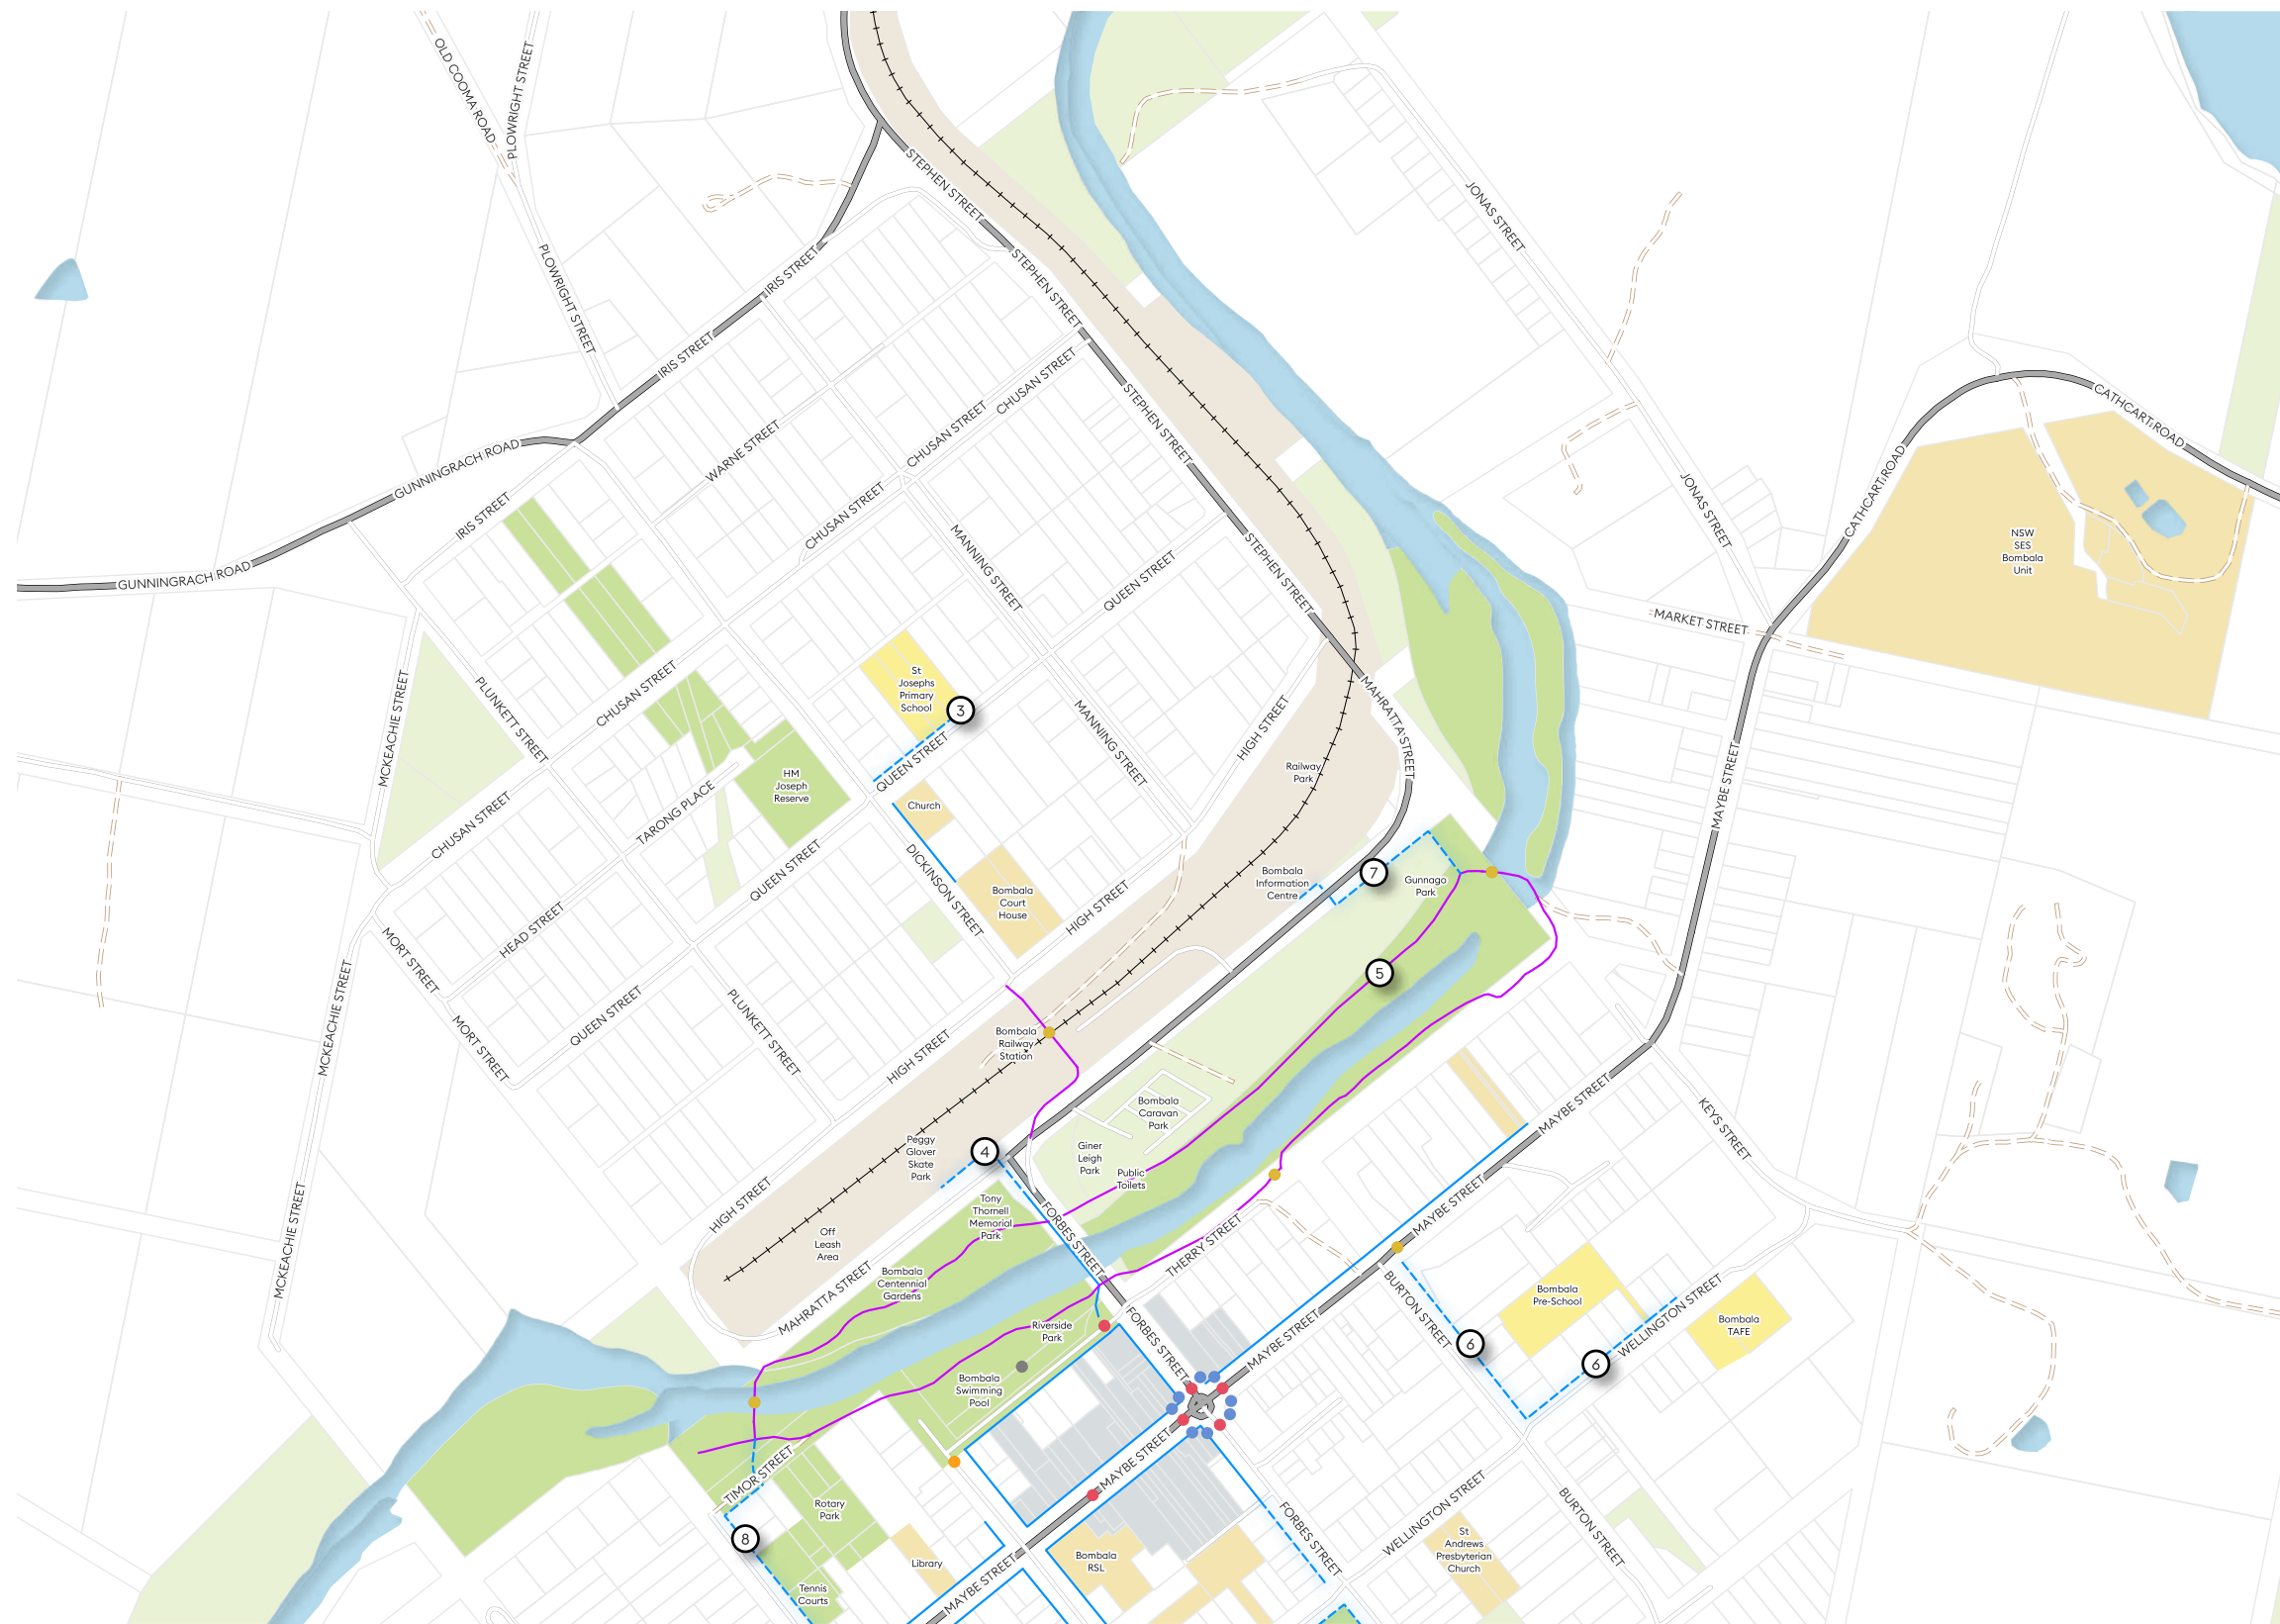 OLD COOMA ROAD
PLOWRIGHT STREET
STEPHEN STREET
JONAS STREET
PLOWRIGHT STREET
IRIS STREET
STEPHEN STREET
IRIS STREET
CHUSAN STREET
STEPHEN STREET
CATHCART ROAD
CHUSAN STREET
WARNE STREET
GUNNINGRACH ROAD
CATHCART ROAD
IRIS STREET
CHUSAN STREET
JONAS STREET
NSW
SES
Bombala
Unit
MANNING STREET
QUEEN STREET
STEPHEN STREET
GUNNINGRACH ROAD
MARKET STREET
St
Josephs
Primary
School
3
MCKEACHIE STREET
PLUNKETT STREET
CHUSAN STREET
MANNING STREET
HIGH STREET
MAHRATTA STREET
QUEEN STREET
Railway
Park
MAYBE STREET
HM
Joseph
Reserve
Church
TARONG PLACE
CHUSAN STREET
DICKINSON STREET
QUEEN STREET
Bombala
Court
House
HIGH STREET
Bombala
Information
Centre
7
Gunnago
Park
HEAD STREET
MORT STREET
5
MCKEACHIE STREET
QUEEN STREET
MORT STREET
PLUNKETT STREET
HIGH STREET
Bombala
Railway
Station
Bombala
Caravan
Park
MAYBE STREET
KEYS STREET
Peggy
Glover
Skate
Park
4
Giner
Leigh
Park
Public
Toilets
HIGH STREET
Tony
Thornell
Memorial
Park
FORBES STREET
THERRY STREET
MAYBE STREET
MCKEACHIE STREET
Off
Leash
Area
Bombala
Centennial
Gardens
MAHRATTA STREET
BURTON STREET
Bombala
Pre-School
WELLINGTON STREET
Bombala
TAFE
Riverside
Park
FORBES STREET
MAYBE STREET
6
6
Bombala
Swimming
Pool
MAYBE STREET
TIMOR STREET
Rotary
Park
8
FORBES STREET
WELLINGTON STREET
BURTON STREET
St
Andrews
Presbyterian
Church
Library
Bombala
RSL
MAYBE STREET
Tennis
Courts